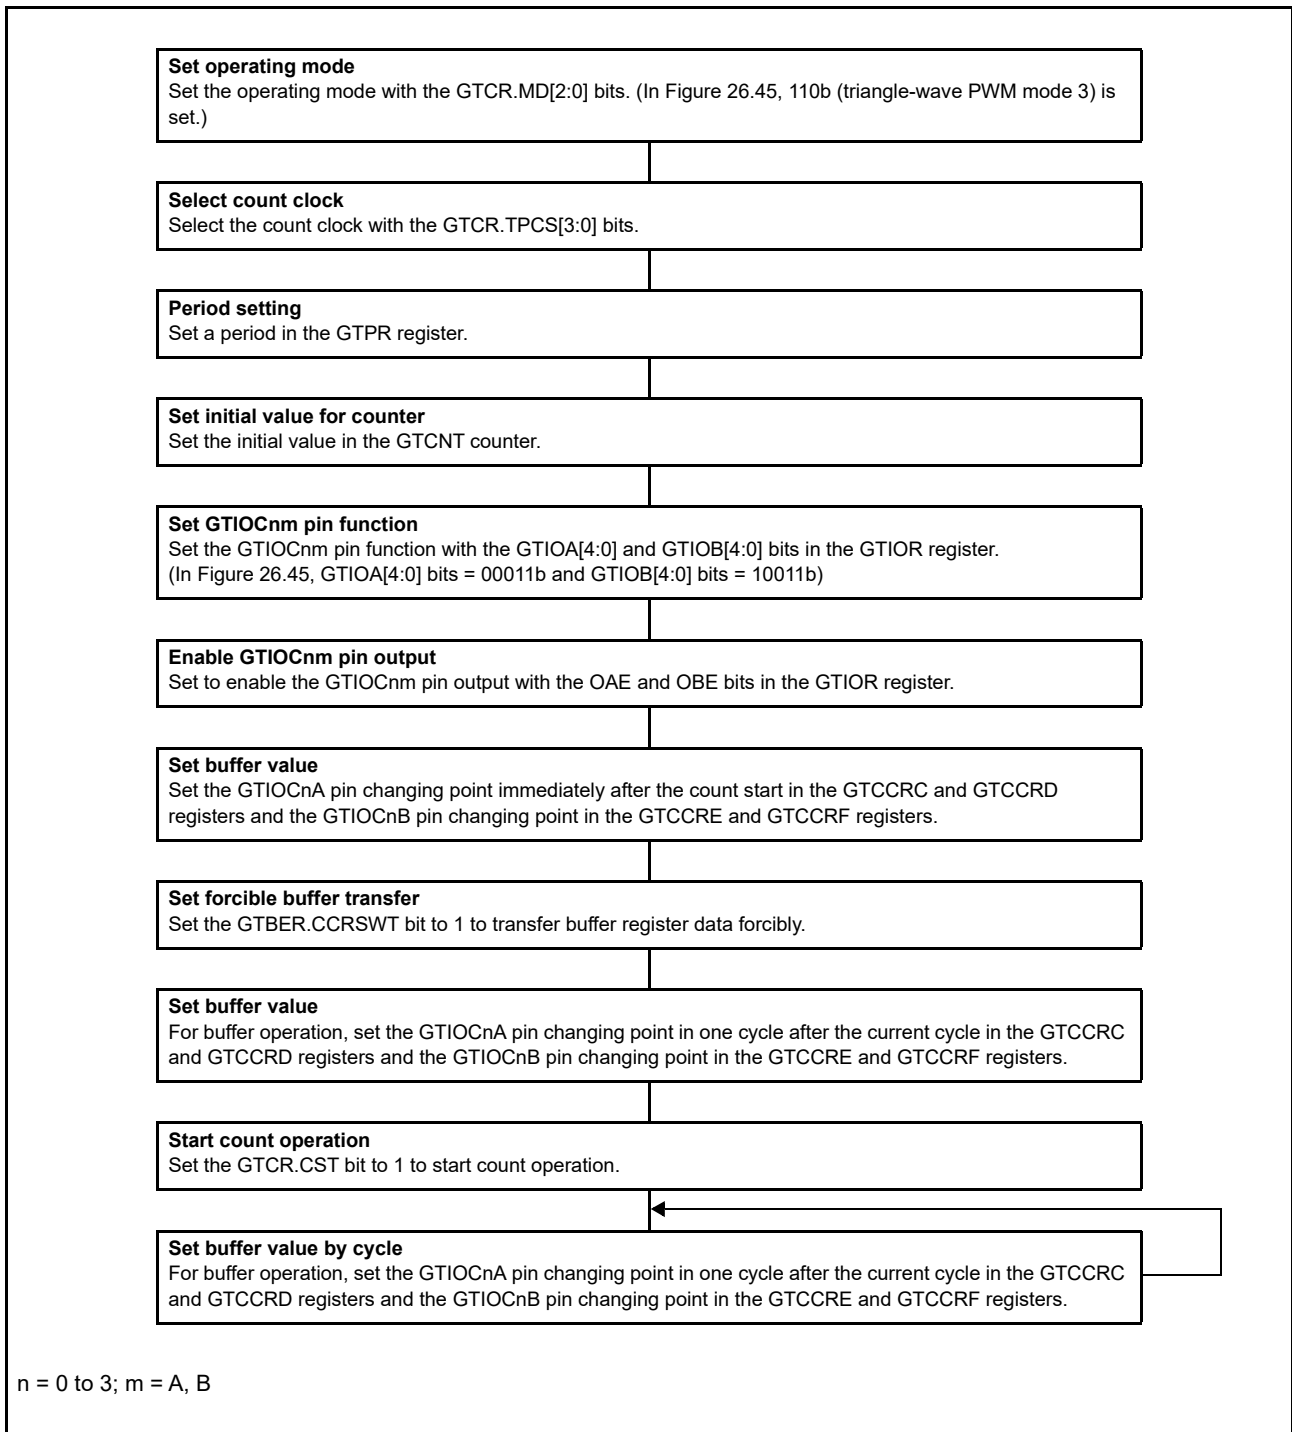 Set operating mode
Set the operating mode with the GTCR.MD[2:0] bits. (In Figure 26.45, 110b (triangle-wave PWM mode 3) is
set.)
Select count clock
Select the count clock with the GTCR.TPCS[3:0] bits.
Period setting
Set a period in the GTPR register.
Set initial value for counter
Set the initial value in the GTCNT counter.
Set GTIOCnm pin function
Set the GTIOCnm pin function with the GTIOA[4:0] and GTIOB[4:0] bits in the GTIOR register.
(In Figure 26.45, GTIOA[4:0] bits = 00011b and GTIOB[4:0] bits = 10011b)
Enable GTIOCnm pin output
Set to enable the GTIOCnm pin output with the OAE and OBE bits in the GTIOR register.
Set buffer value
Set the GTIOCnA pin changing point immediately after the count start in the GTCCRC and GTCCRD
registers and the GTIOCnB pin changing point in the GTCCRE and GTCCRF registers.
Set forcible buffer transfer
Set the GTBER.CCRSWT bit to 1 to transfer buffer register data forcibly.
Set buffer value
For buffer operation, set the GTIOCnA pin changing point in one cycle after the current cycle in the GTCCRC
and GTCCRD registers and the GTIOCnB pin changing point in the GTCCRE and GTCCRF registers.
Start count operation
Set the GTCR.CST bit to 1 to start count operation.
Set buffer value by cycle
For buffer operation, set the GTIOCnA pin changing point in one cycle after the current cycle in the GTCCRC
and GTCCRD registers and the GTIOCnB pin changing point in the GTCCRE and GTCCRF registers.
n = 0 to 3; m = A, B